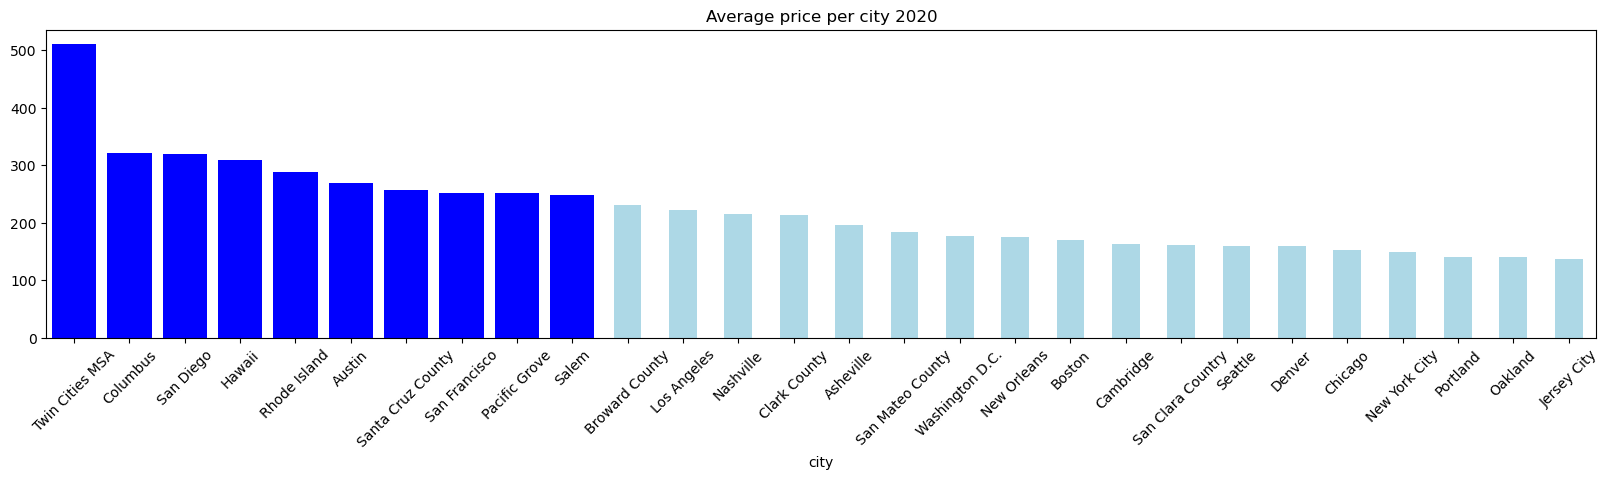 Average price per city 2020
500
400
300
200
100
0
Twin Cities MSA
Columbus
San Diego
Hawaii
Rhode Island
Austin
Santa Cruz County
San Francisco
Pacific Grove
Salem
Broward County
Los Angeles
Nashville
Clark County
Asheville
San Mateo County
Washington D.C.
New Orleans
Boston
Cambridge
San Clara Country
Seattle
Denver
Chicago
New York City
Portland
Oakland
Jersey City
city